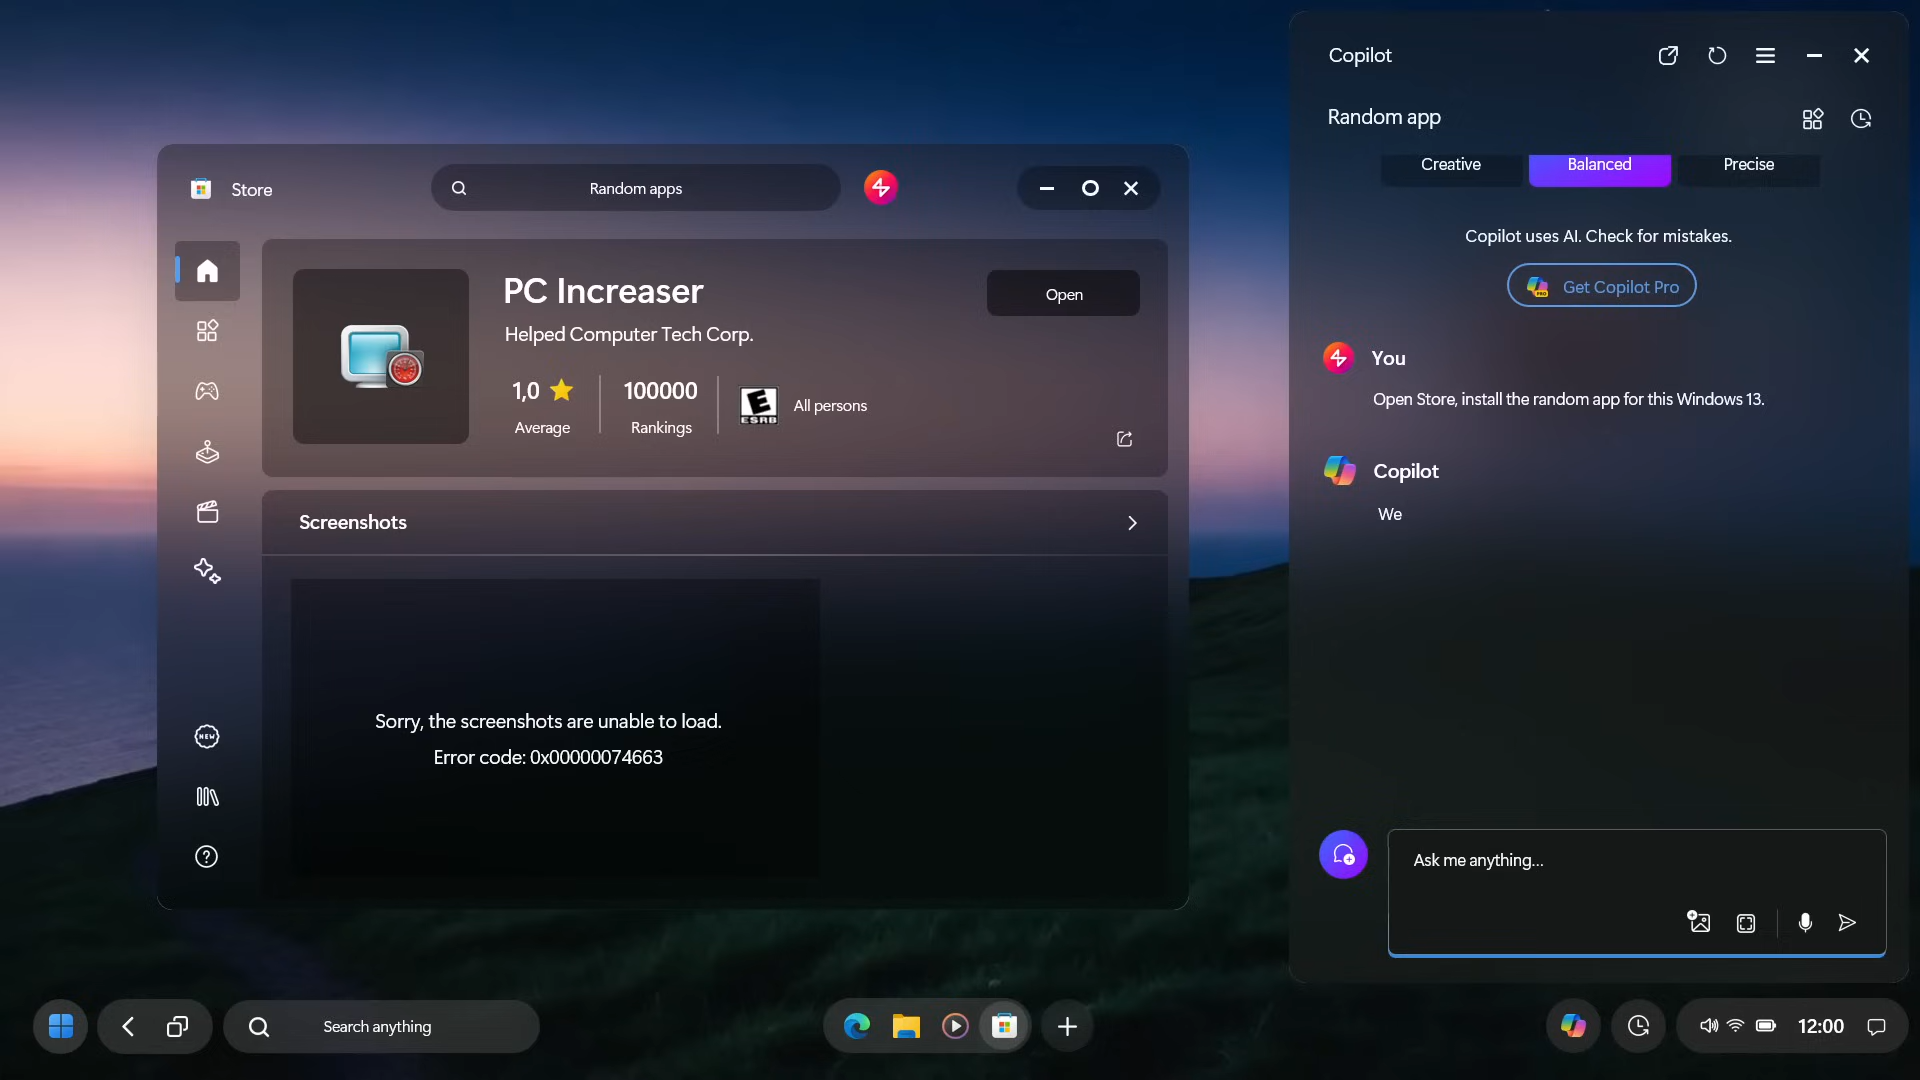 Store
Random apps
PC Increaser
Open
Helped Computer Tech Corp.
1,0
100000
E
ESRB
All persons
Average
Rankings
Screenshots
Sorry, the screenshots are unable to load.
Error code: 0x00000074663
NEW
Copilot
Random app
Creative
Balanced
Precise
Copilot uses AI. Check for mistakes.
PRO
Get Copilot Pro
You
Open Store, install the random app for this Windows 13.
Copilot
We
Ask me anything...
Search anything
12:00